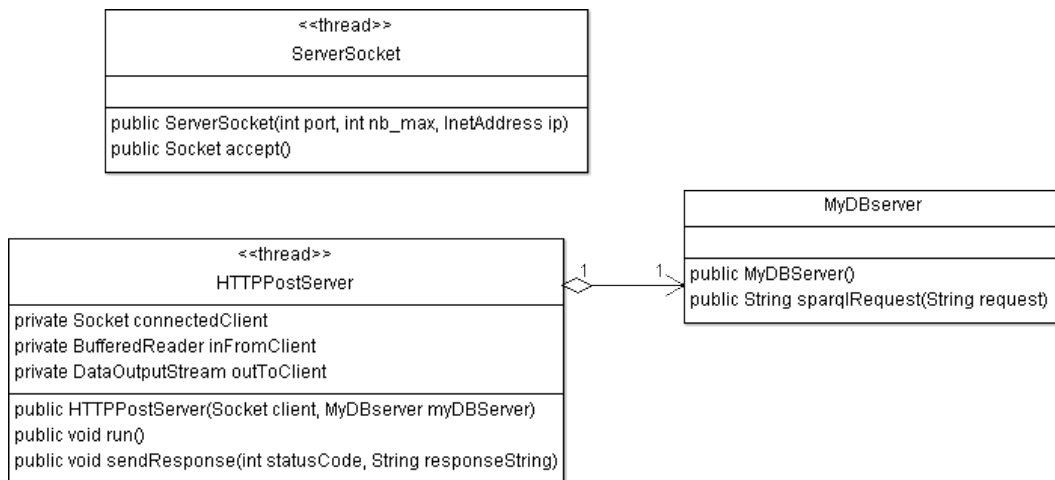 <<thread>>
ServerSocket
public ServerSocket(int port, int nb_max, InetAddress ip)
public Socket accept()
MyDBserver
public MyDBServer()
public String sparqlRequest(String request)
<<thread>>
HTTPPostServer
1
1
private Socket connectedClient
private BufferedReader inFromClient
private DataOutputStream outToClient
public HTTPPostServer(Socket client, MyDBserver myDBServer)
public void run()
public void sendResponse(int statusCode, String responseString)